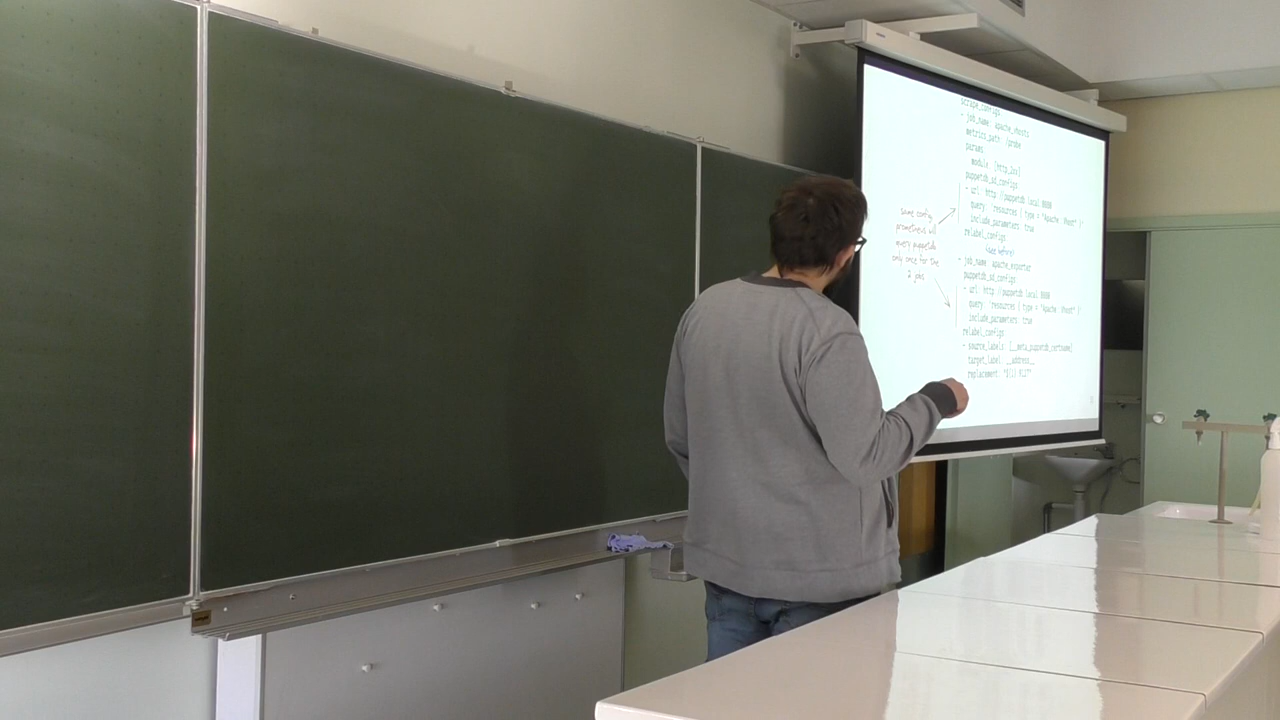 scrape_configs
- job_name: apache_vhosts
metrics_path: /probe
params:
module: [http_2xx]
puppetdb_sd_configs
- url: http://puppetdb.local:8080
query: 'resources { type = "Apache::Vhost" }'
include_parameters: true
relabel_configs
(see before)
- job_name: apache_exporter
puppetdb_sd_configs
- url: http://puppetdb.local:8080
query: 'resources { type = "Apache::Vhost" }'
include_parameters: true
relabel_configs
- source_labels: [__meta_puppetdb_certname]
target_label: __address__
replacement: "$(1):9117"
same config,
prometheus will
query puppetdb
only once for the
2 jobs